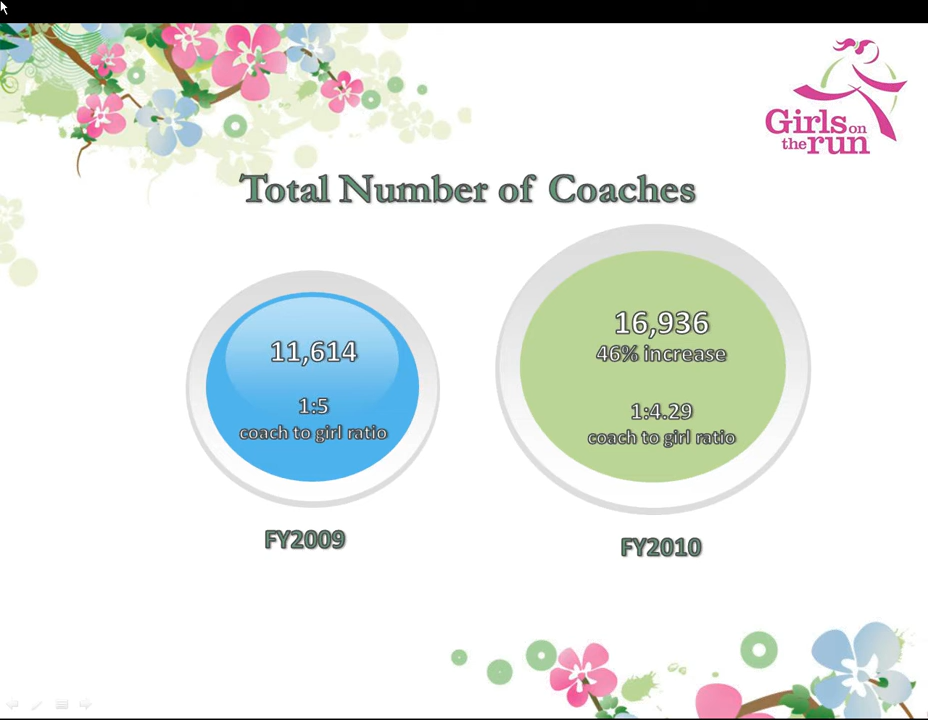 Girls on
the run
Total Number of Coaches
11,614
1:5
coach to girl ratio
FY2009
16,936
46% increase
1:4.29
coach to girl ratio
FY2010